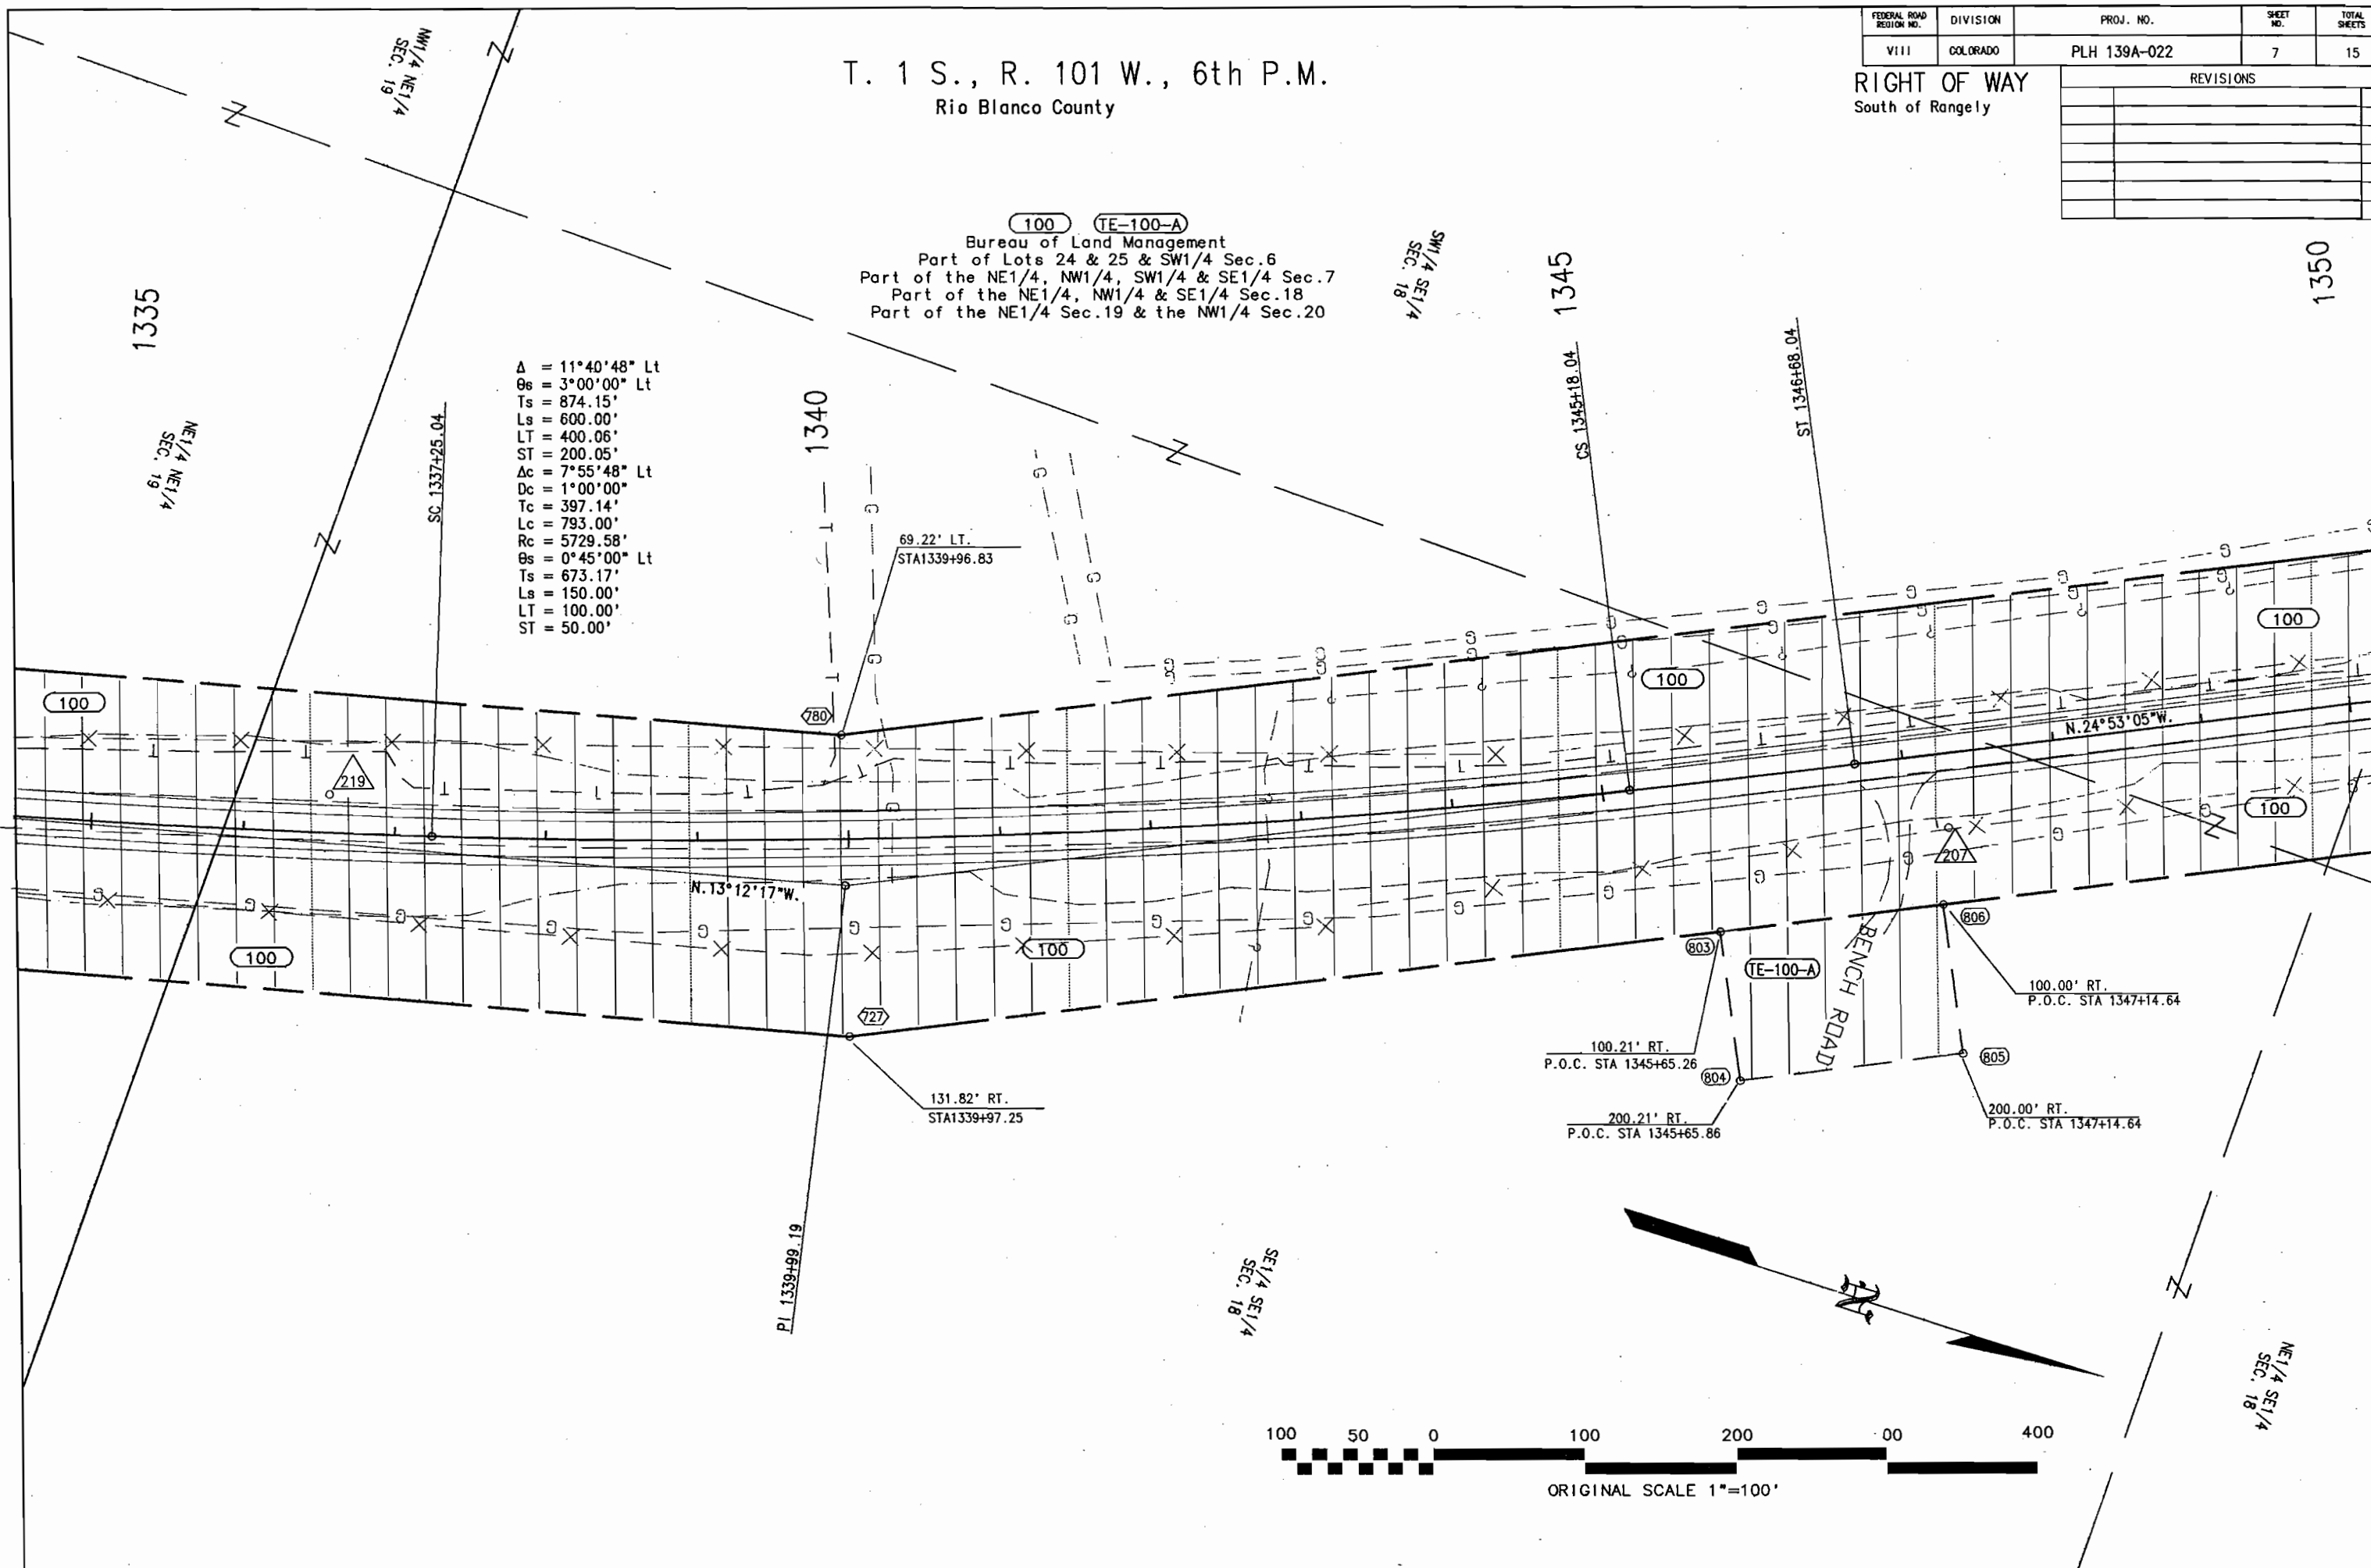 FEDERAL ROAD REGION NO.
DIVISION
PROJ. NO.
SHEET NO.
TOTAL SHEETS
VIII
COLORADO
PLH 139A-022
7
15
RIGHT OF WAY
South of Rangely
REVISIONS
T. 1 S., R. 101 W., 6th P.M.
Rio Blanco County
100 TE-100-A
Bureau of Land Management
Part of Lots 24 & 25 & SW1/4 Sec.6
Part of the NE1/4, NW1/4, SW1/4 & SE1/4 Sec.7
Part of the NE1/4, NW1/4 & SE1/4 Sec.18
Part of the NE1/4 Sec.19 & the NW1/4 Sec.20
NW1/4 NE1/4
SEC. 19
SW1/4 SE1/4
SEC. 18
1335
1340
1345
1350
NE1/4 NE1/4
SEC. 19
Δ = 11°40'48" Lt
θs = 3°00'00" Lt
Ts = 874.15'
Ls = 600.00'
LT = 400.06'
ST = 200.05'
Δc = 7°55'48" Lt
Dc = 1°00'00"
Tc = 397.14'
Lc = 793.00'
Rc = 5729.58'
θs = 0°45'00" Lt
Ts = 673.17'
Ls = 150.00'
LT = 100.00'
ST = 50.00'
SC 1337+25.04
CS 1345+18.04
ST 1346+68.04
69.22' LT.
STA1339+96.83
780
100
100
100
219
N.24°53'05"W.
N.13°12'17"W.
100
207
100
100
727
803
806
TE-100-A
BENCH ROAD
804
805
100.00' RT.
P.O.C. STA 1347+14.64
100.21' RT.
P.O.C. STA 1345+65.26
200.21' RT.
P.O.C. STA 1345+65.86
200.00' RT.
P.O.C. STA 1347+14.64
131.82' RT.
STA1339+97.25
PI 1339+99.19
SE1/4 SE1/4
SEC. 18
N
NE1/4 SE1/4
SEC. 18
100 50 0 100 200 00 400
ORIGINAL SCALE 1"=100'